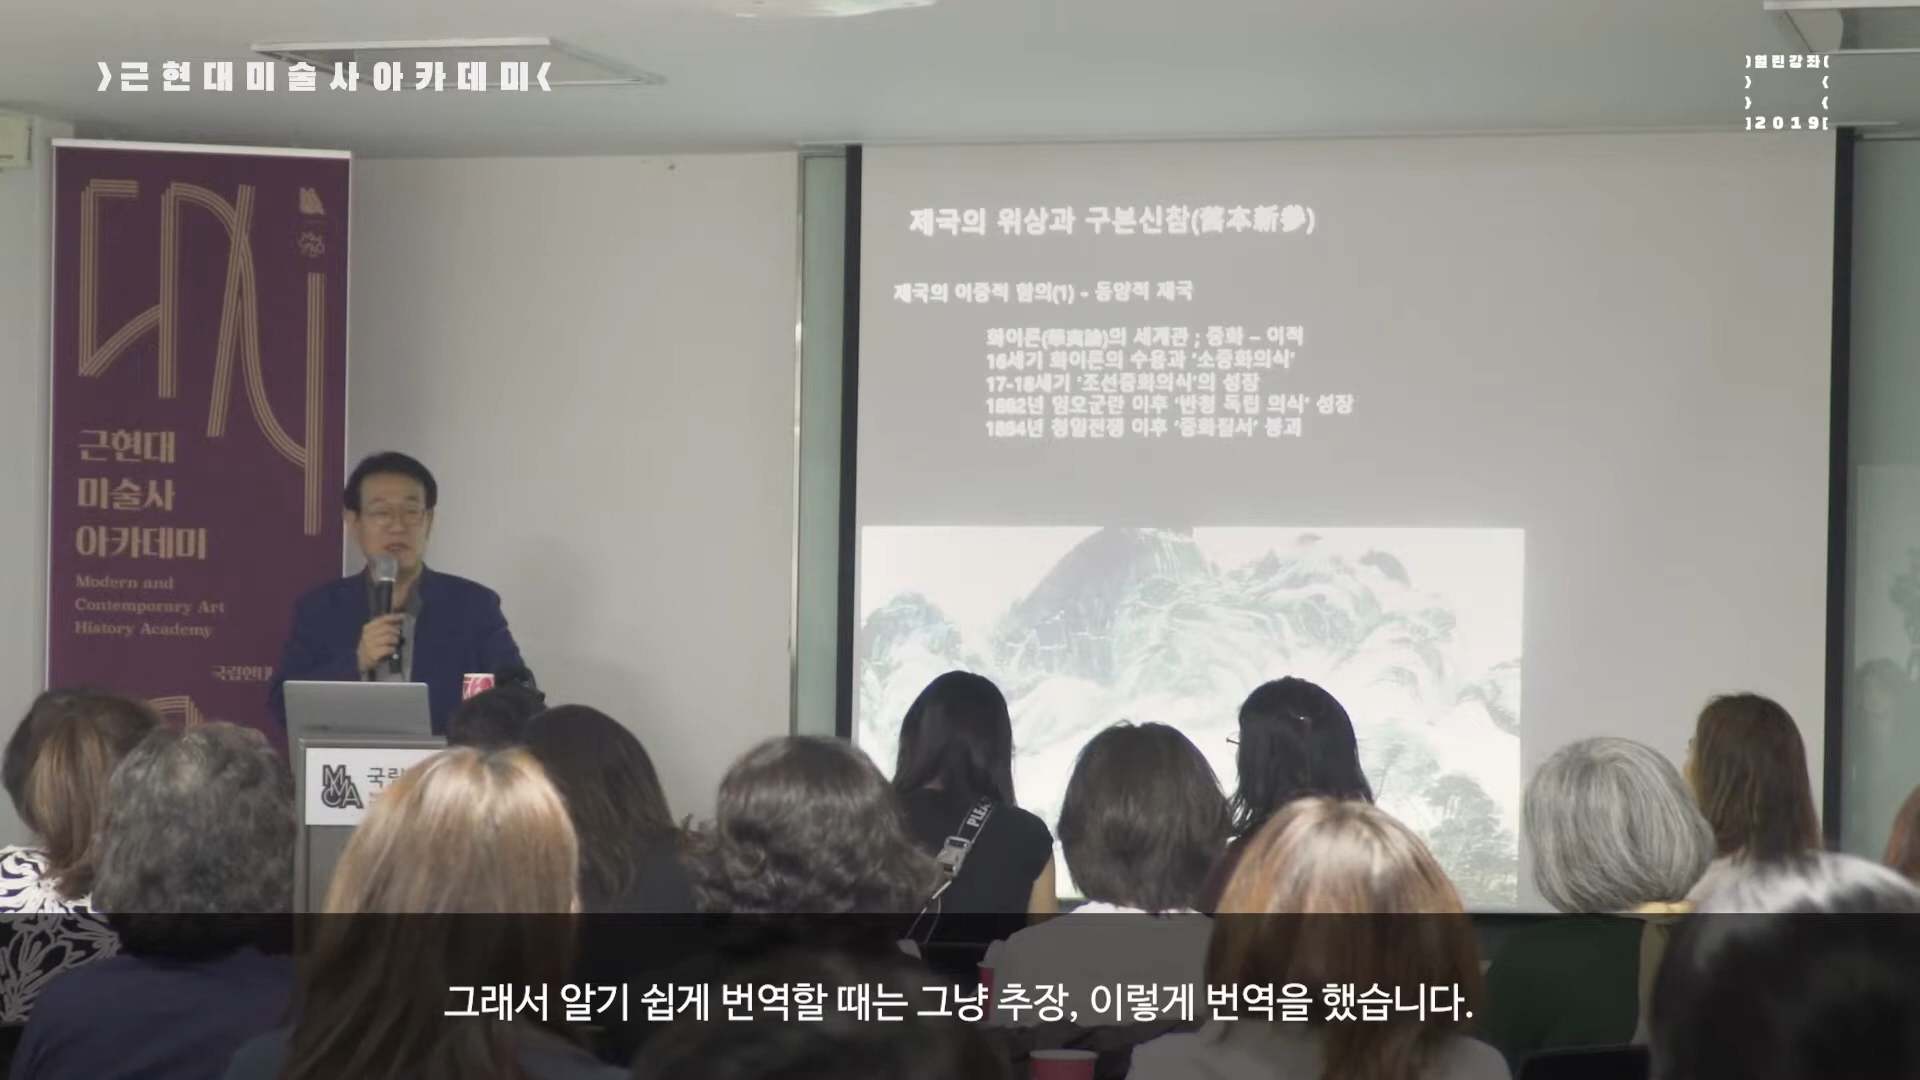 》근현대미술사아카데미《
》열린강좌《
》 《
》 《
]2019[
근현대
미술사
아카데미
Modern and
Contemporary Art
History Academy
국립현대
제국의 위상과 구본신참(舊本新參)
제국의 이중적 함의(1) - 동양적 제국
화이론(華夷論)의 세계관 ; 중화 – 이적
16세기 화이론의 수용과 '소중화의식'
17-18세기 '조선중화의식'의 성장
1882년 임오군란 이후 '반청 독립 의식' 성장
1894년 청일전쟁 이후 '중화질서' 붕괴
MMCA 국립
PLEA
그래서 알기 쉽게 번역할 때는 그냥 추장, 이렇게 번역을 했습니다.